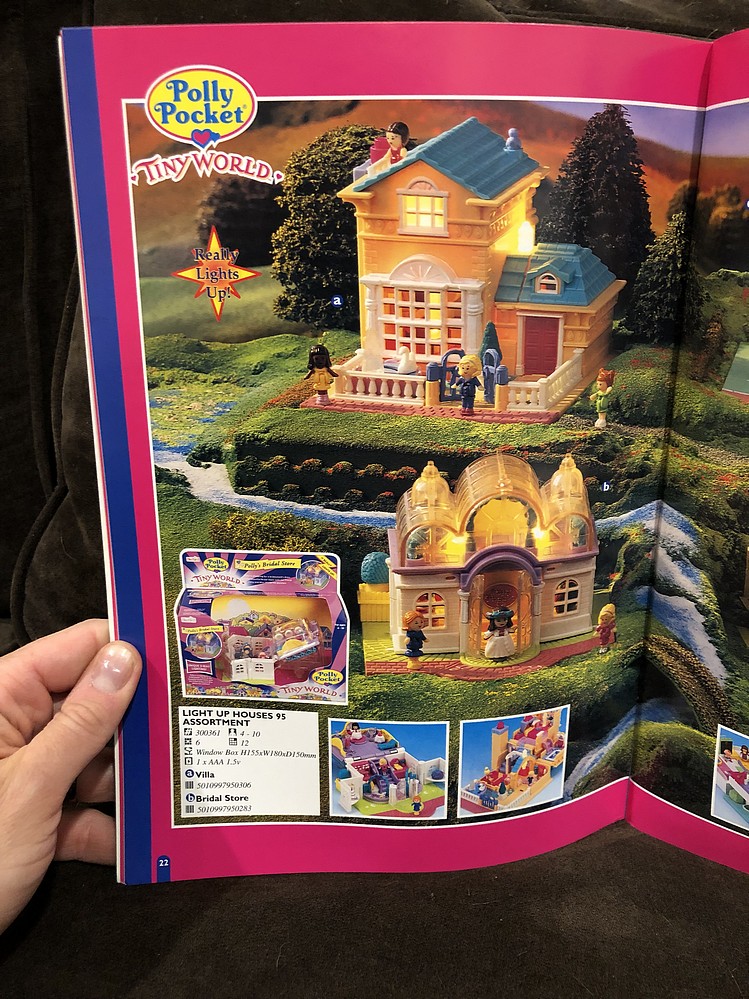 Polly
Pocket
TINY WORLD
Really
Lights
Up!
a
b
Polly
Pocket
TINY WORLD
Polly's Bridal Store
Polly
Pocket
TINY WORLD
LIGHT UP HOUSES 95
ASSORTMENT
300361 4 - 10
6 12
Window Box H155xW180xD150mm
1 x AAA 1.5v
a Villa
5010997950306
b Bridal Store
5010997950283
22